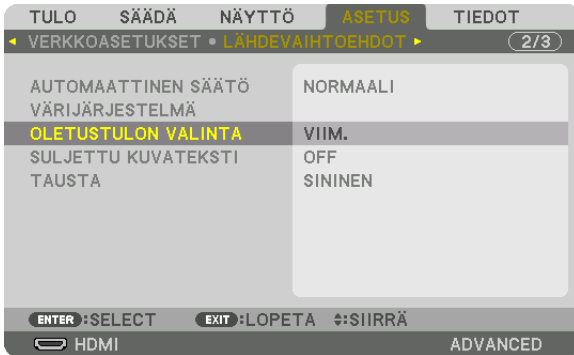 TULO SÄÄDÄ NÄYTTÖ ASETUS TIEDOT
VERKKOASETUKSET • LÄHDEVAIHTOEHDOT 2/3
AUTOMAATTINEN SÄÄTÖ NORMAALI
VÄRIJÄRJESTELMÄ
OLETUSTULON VALINTA VIIM.
SULJETTU KUVATEKSTI OFF
TAUSTA SININEN
ENTER :SELECT EXIT :LOPETA :SIIRRÄ
HDMI ADVANCED